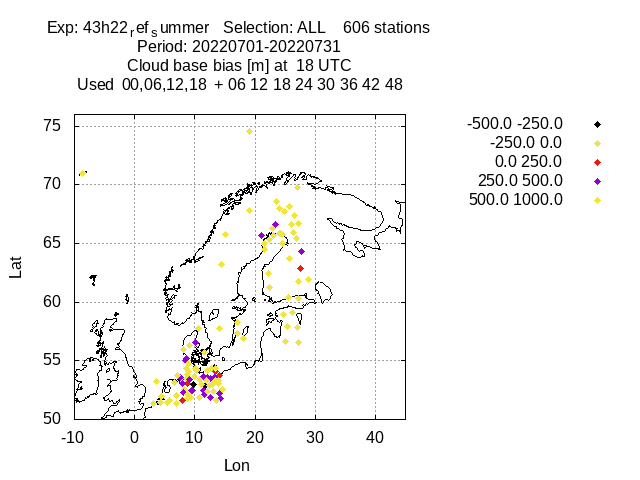 Exp: 43h22refsummer Selection: ALL 606 stations
Period: 20220701-20220731
Cloud base bias [m] at 18 UTC
Used 00,06,12,18 + 06 12 18 24 30 36 42 48
-500.0 -250.0
-250.0 0.0
0.0 250.0
250.0 500.0
500.0 1000.0
75
70
65
60
55
50
Lat
-10 0 10 20 30 40
Lon